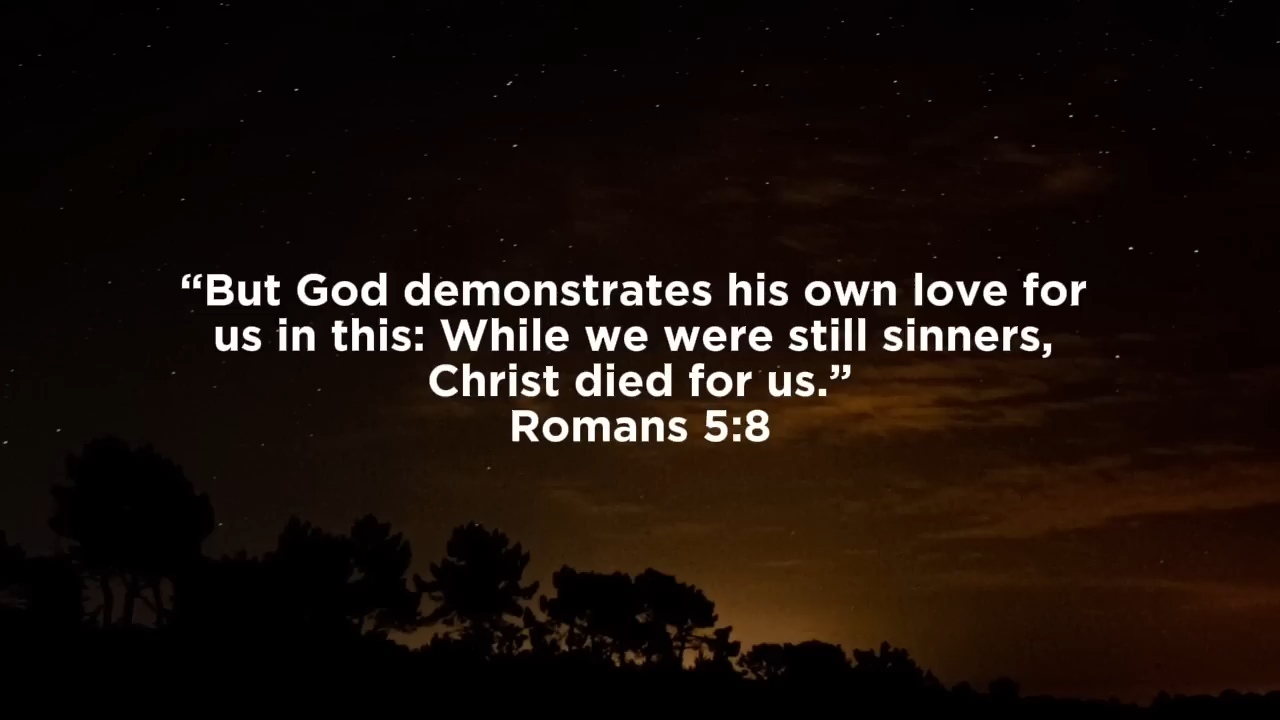 “But God demonstrates his own love for
us in this: While we were still sinners,
Christ died for us.”
Romans 5:8